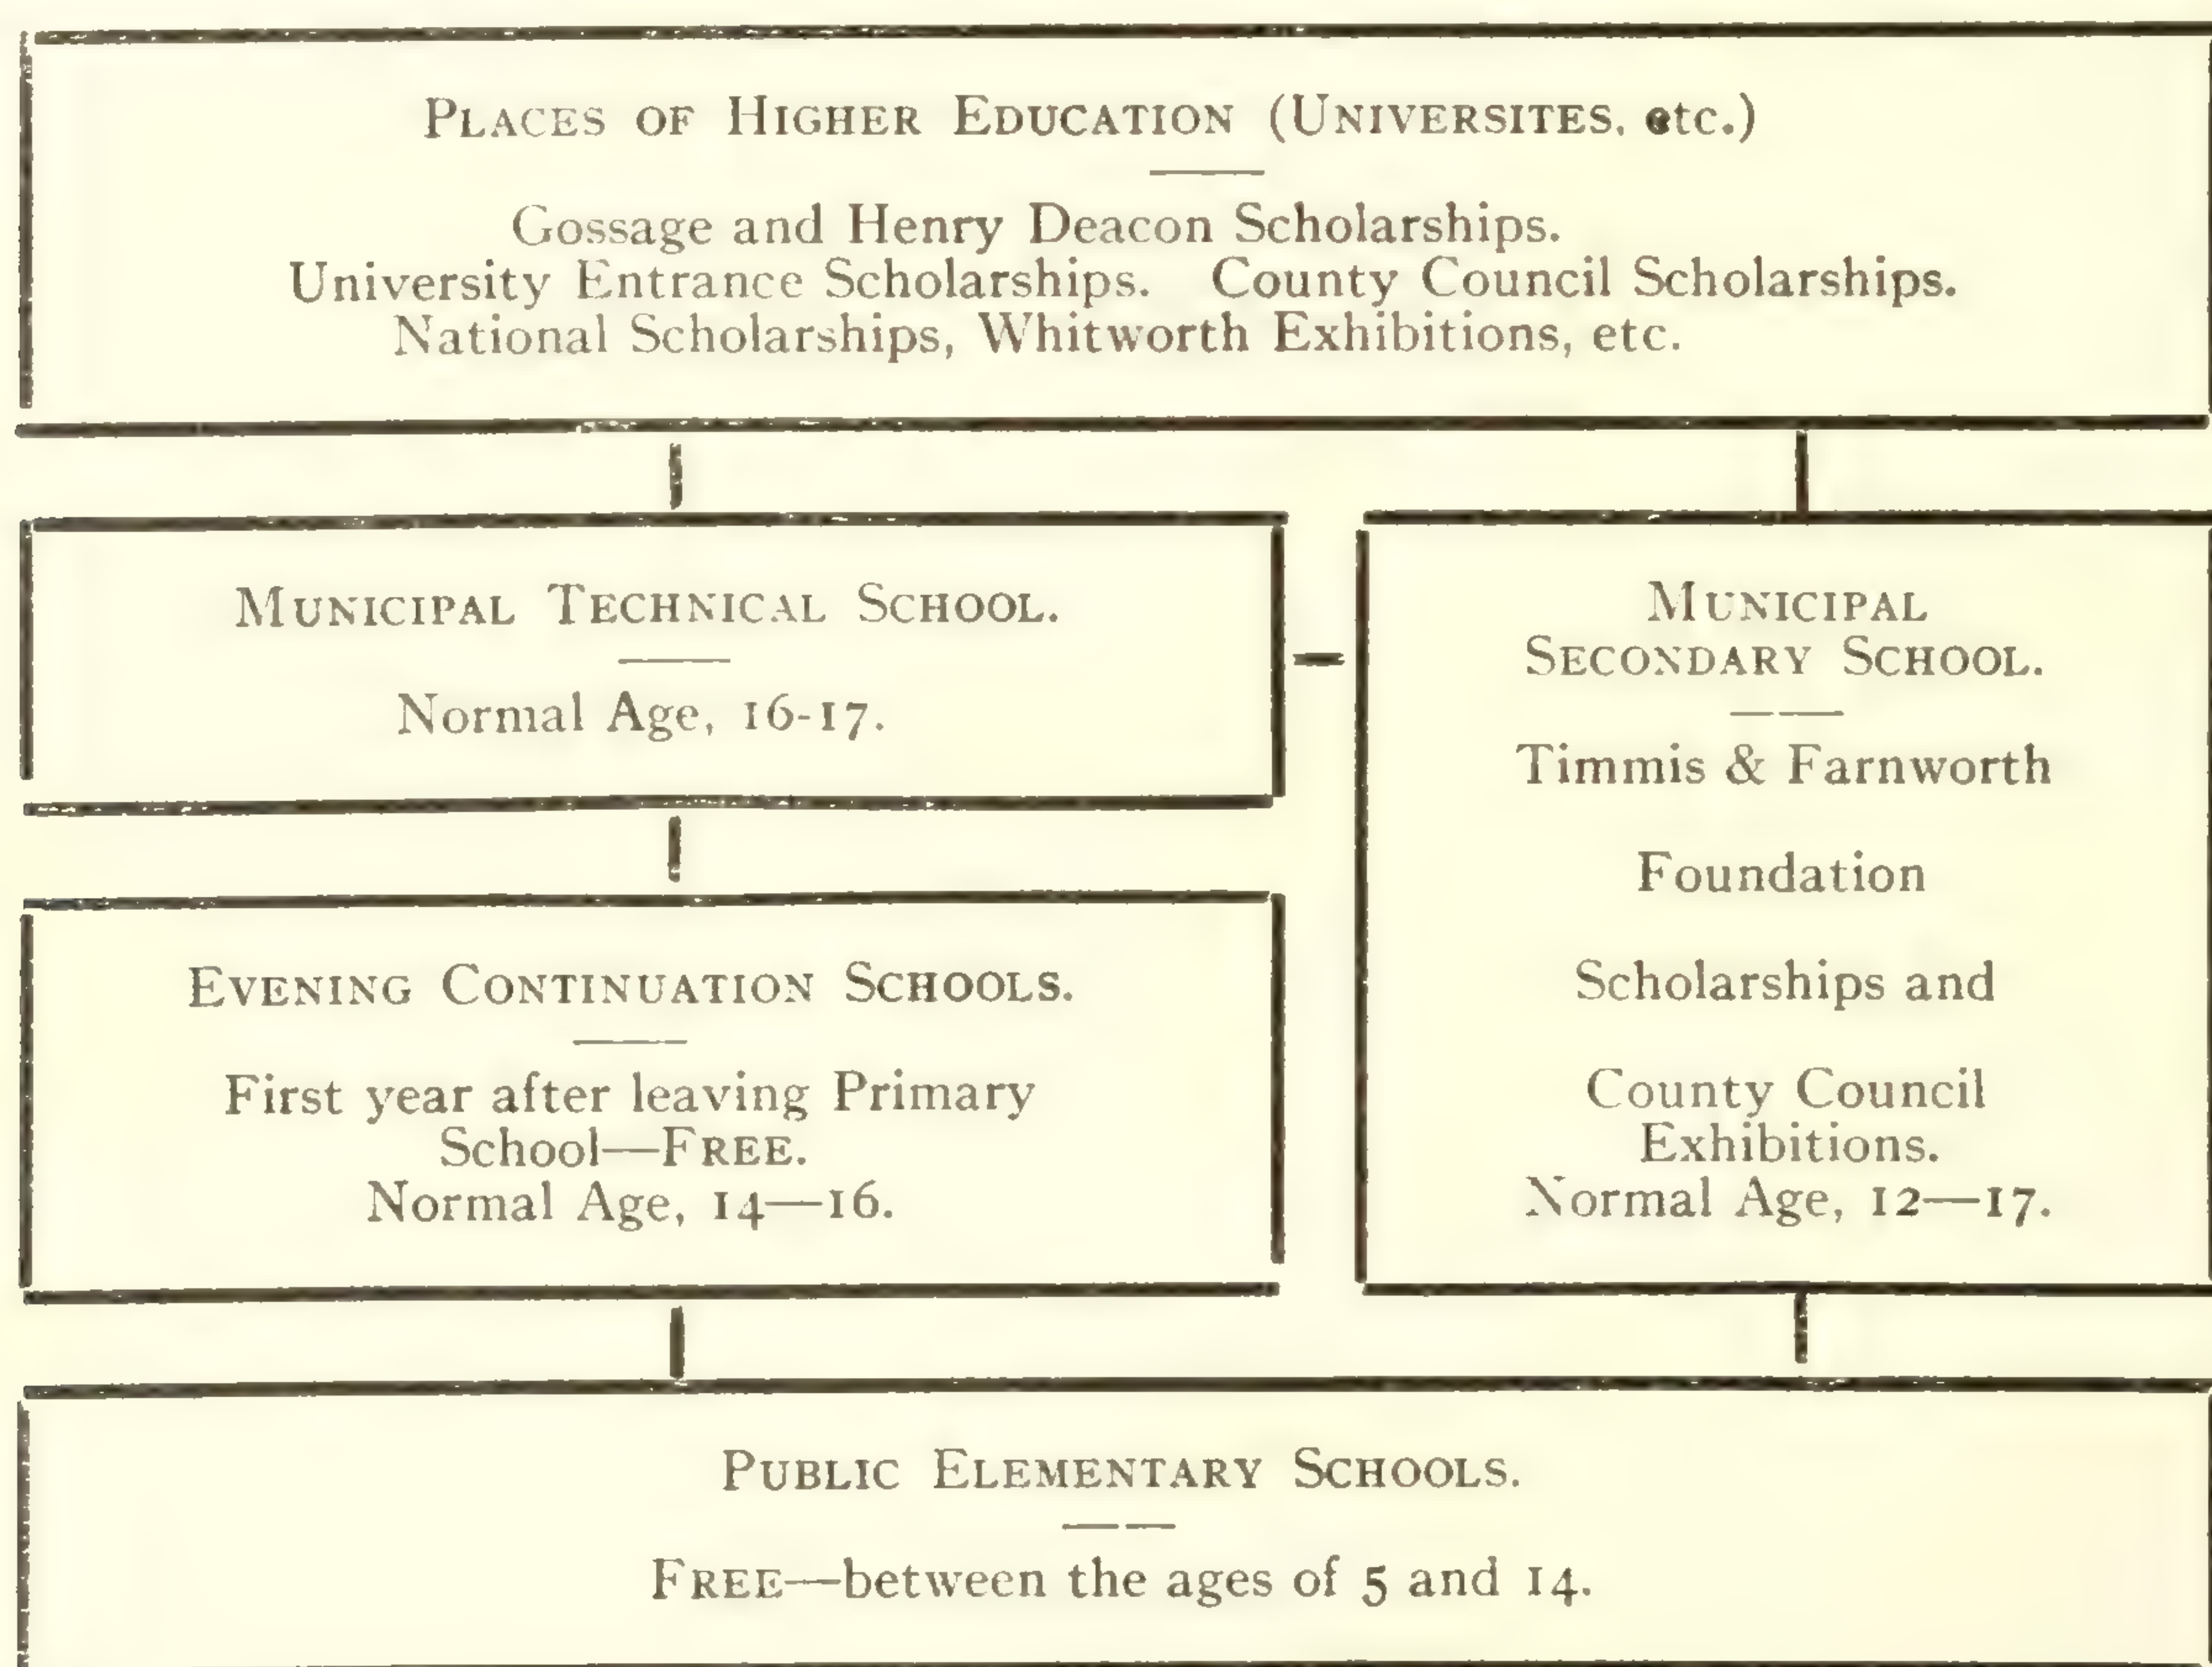 PLACES OF HIGHER EDUCATION (UNIVERSITES, etc.)
Gossage and Henry Deacon Scholarships.
University Entrance Scholarships. County Council Scholarships.
National Scholarships, Whitworth Exhibitions, etc.
MUNICIPAL TECHNICAL SCHOOL.
Normal Age, 16-17.
MUNICIPAL
SECONDARY SCHOOL.
Timmis & Farnworth
Foundation
Scholarships and
County Council
Exhibitions.
Normal Age, 12—17.
EVENING CONTINUATION SCHOOLS.
First year after leaving Primary
School—FREE.
Normal Age, 14—16.
PUBLIC ELEMENTARY SCHOOLS.
FREE—between the ages of 5 and 14.